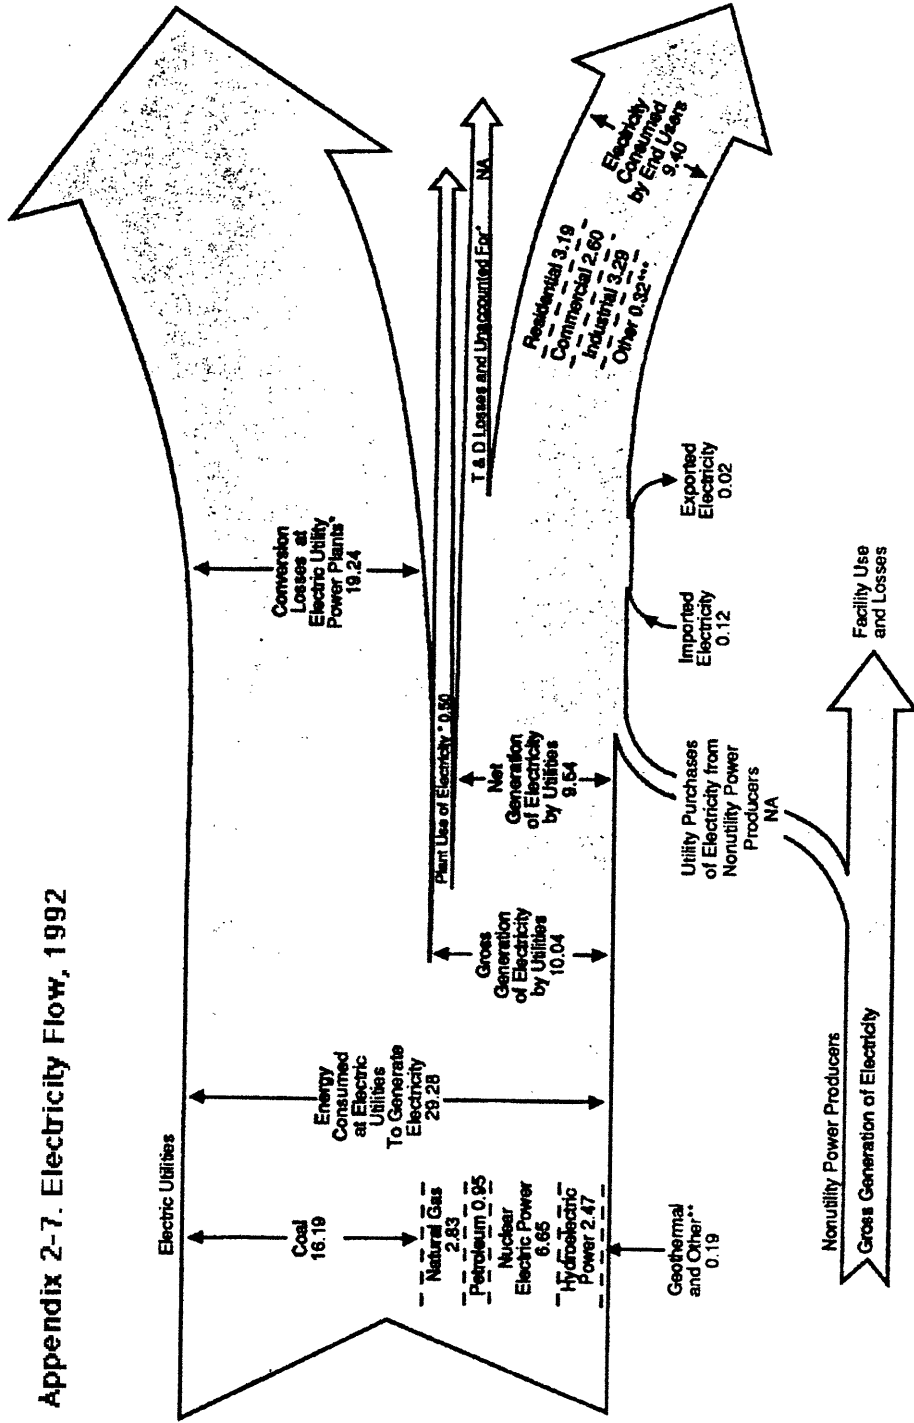 Appendix 2-7. Electricity Flow, 1992
Electric Utilities
Coal
16.19
Natural Gas
2.83
Petroleum 0.95
Nuclear
Electric Power
6.65
Hydroelectric
Power 2.47
Geothermal
and Other**
0.19
Energy
Consumed
at Electric
Utilities
To Generate
Electricity
29.28
Gross
Generation
of Electricity
by Utilities
10.04
Plant Use of Electricity * 0.50
Net
Generation
of Electricity
by Utilities
9.54
Conversion
Losses at
Electric Utility
Power Plants*
19.24
T & D Losses and Unaccounted For*
NA
Residential 3.19
Commercial 2.60
Industrial 3.29
Other 0.32***
Electricity
Consumed
by End Users
9.40
Utility Purchases
of Electricity from
Nonutility Power
Producers
NA
Imported
Electricity
0.12
Exported
Electricity
0.02
Nonutility Power Producers
Gross Generation of Electricity
Facility Use
and Losses